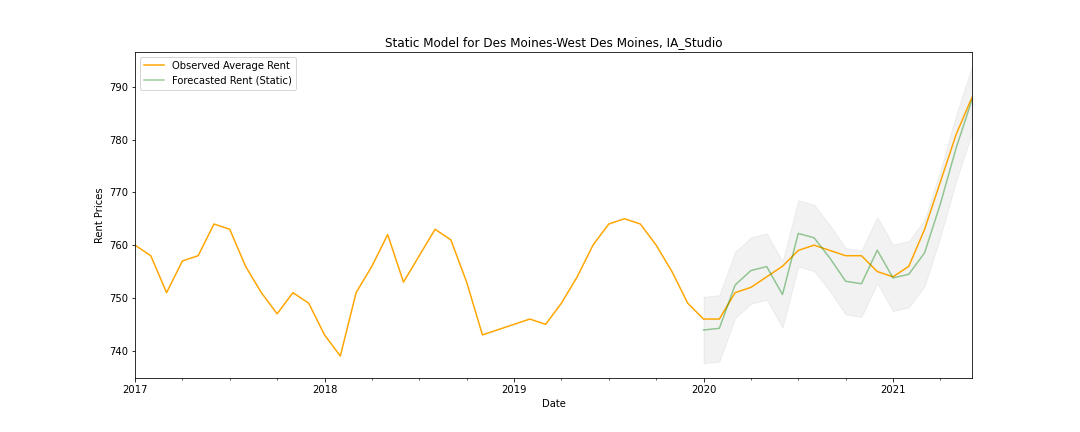 Static Model for Des Moines-West Des Moines, IA_Studio
Observed Average Rent
Forecasted Rent (Static)
790
780
770
760
750
740
Rent Prices
2017
2018
2019
2020
2021
Date